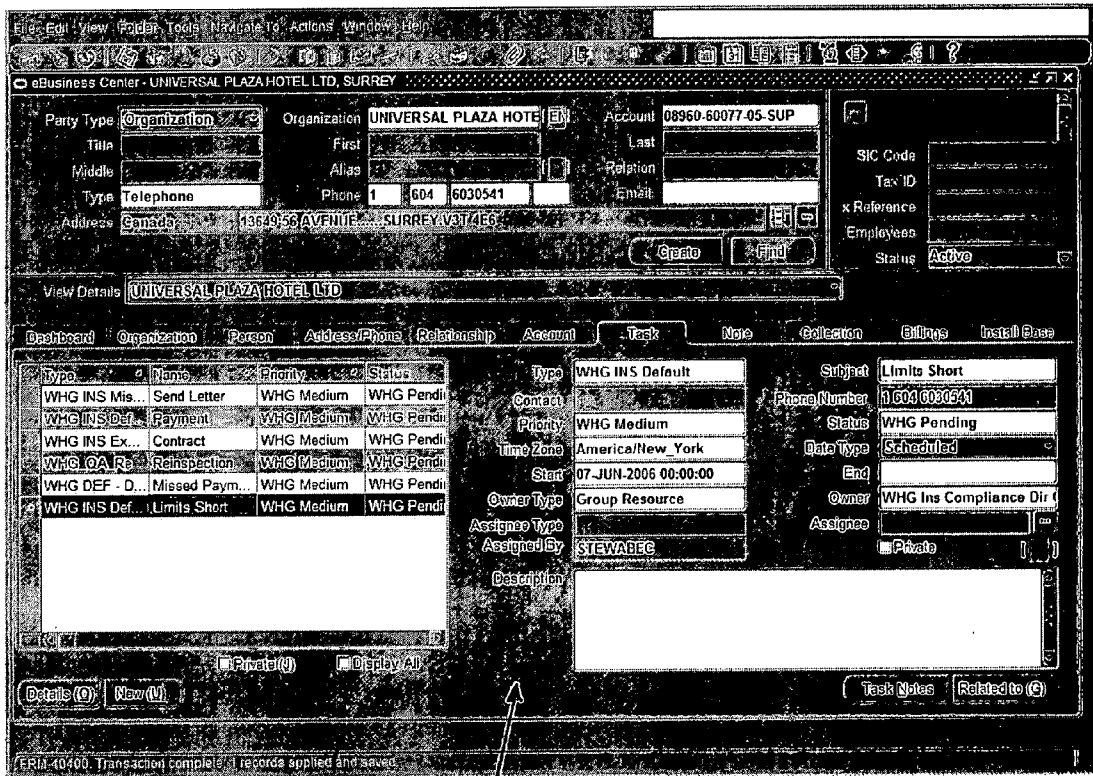 File Edit View Folder Tools Navigate To Actions Window Help
eBusiness Center - UNIVERSAL PLAZA HOTEL LTD, SURREY
Party Type Organization Organization UNIVERSAL PLAZA HOTE Account 08960-60077-05-SUP
Title First Last
Middle Alias Relation
Type Telephone Phone 1 604 6030541 Email
Address Canada 13649-56 AVENUE..... SURREY V3T 4E6
SIC Code
Tax ID
x Reference
Employees
Status Active
Create Find
View Details UNIVERSAL PLAZA HOTEL LTD
Dashboard Organization Person Address/Phone Relationship Account Task Note Collection Billings Install Base
Type Name Priority Status
WHG INS Mis... Send Letter WHG Medium WHG Pendi
WHG INS Def... Payment WHG Medium WHG Pendi
WHG INS Ex... Contract WHG Medium WHG Pendi
WHG QA Re Reinspection WHG Medium WHG Pendi
WHG DEF - D... Missed Paym... WHG Medium WHG Pendi
WHG INS Def... Limits Short WHG Medium WHG Pendi
Private (J) Display All
Details (Q) New (U)
Type WHG INS Default Subject Limits Short
Contact Phone Number 1 604 6030541
Priority WHG Medium Status WHG Pending
Time Zone America/New_York Date Type Scheduled
Start 07-JUN-2006 00:00:00 End
Owner Type Group Resource Owner WHG Ins Compliance Dir
Assignee Type Assignee
Assigned By STEWABEC Private
Description
Task Notes Related to (G)
FRM-40400: Transaction complete: 1 records applied and saved.